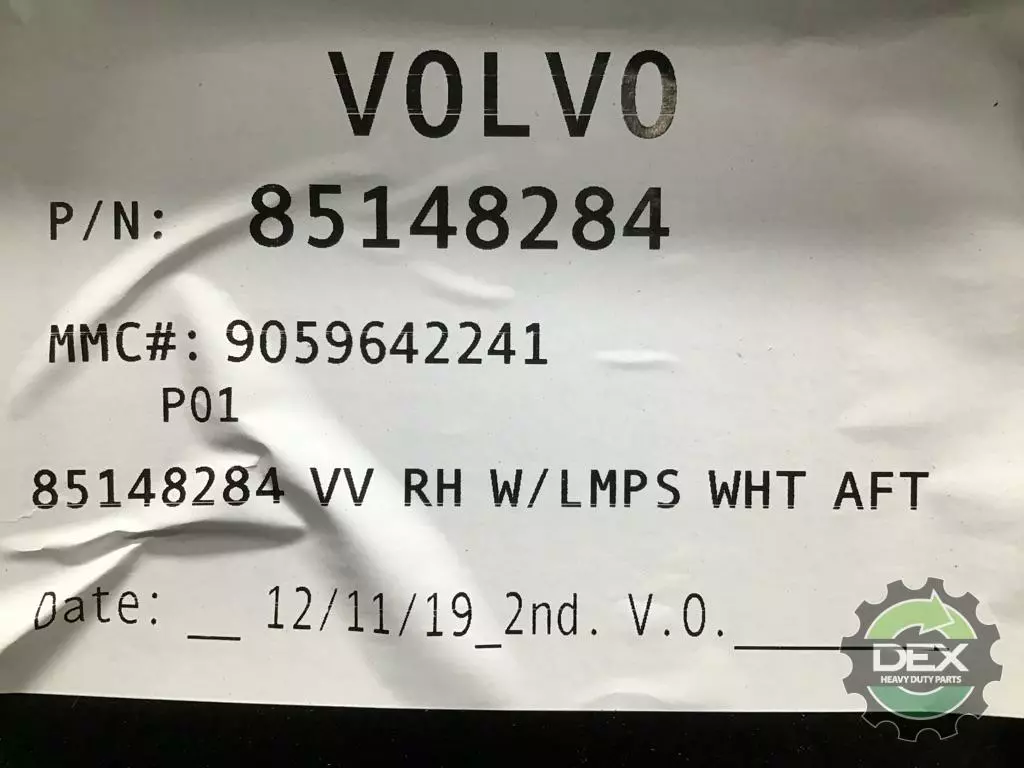 VOLVO
P/N: 85148284
MMC#: 9059642241
P01
85148284 VV RH W/LMPS WHT AFT
Date: __ 12/11/19_2nd. V.O.________
DEX
HEAVY DUTY PARTS